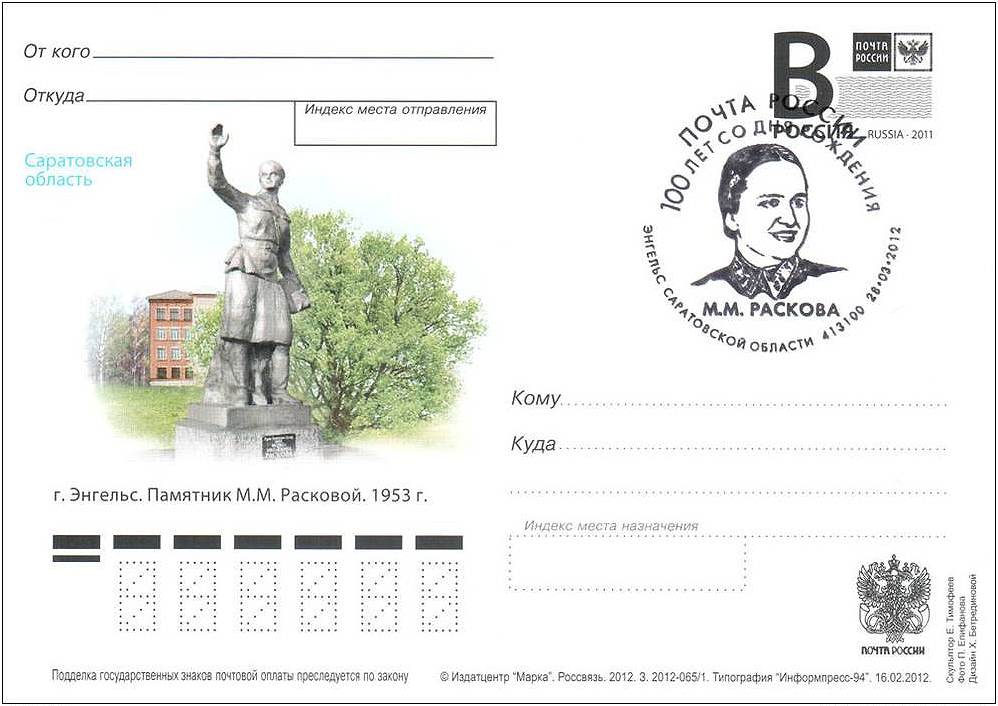 От кого
Откуда
Индекс места отправления
Саратовская
область
г. Энгельс. Памятник М.М. Расковой. 1953 г.
Подделка государственных знаков почтовой оплаты преследуется по закону
В
ПОЧТА
РОССИИ
РОССИЯ
RUSSIA - 2011
ПОЧТА РОССИИ
100 ЛЕТ СО ДНЯ РОЖДЕНИЯ
М.М. РАСКОВА
ЭНГЕЛЬС САРАТОВСКОЙ ОБЛАСТИ 413100 28•03•2012
Кому
Куда
Индекс места назначения
ПОЧТА РОССИИ
Скульптор Е. Тимофеев
Фото П. Епифанова
Дизайн Х. Бетрединовой
© Издатцентр "Марка". Россвязь. 2012. З. 2012-065/1. Типография "Информпресс-94". 16.02.2012.